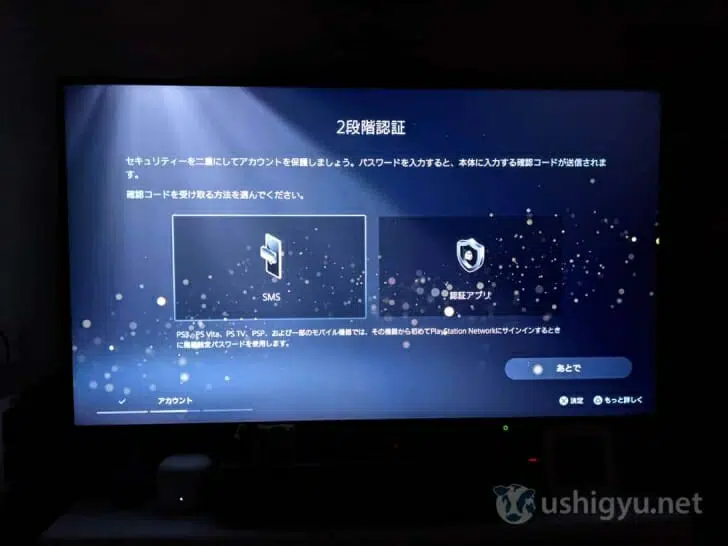 2段階認証
セキュリティーを二重にしてアカウントを保護しましょう。パスワードを入力すると、本体に入力する確認コードが送信されま
す。
確認コードを受け取る方法を選んでください。
SMS
認証アプリ
PS3、PS Vita、PS TV、PSP、および一部のモバイル機器では、その機器から初めてPlayStation Networkにサインインするとき
に機器設定パスワードを使用します。
あとで
アカウント
決定 もっと詳しく
ushigyu.net